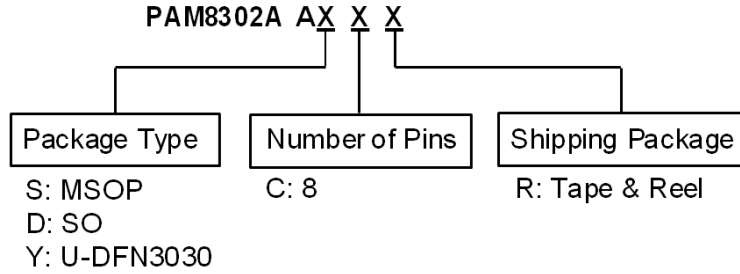 PAM8302A AX X X
Package Type
Number of Pins
Shipping Package
S: MSOP
C: 8
R: Tape & Reel
D: SO
Y: U-DFN3030